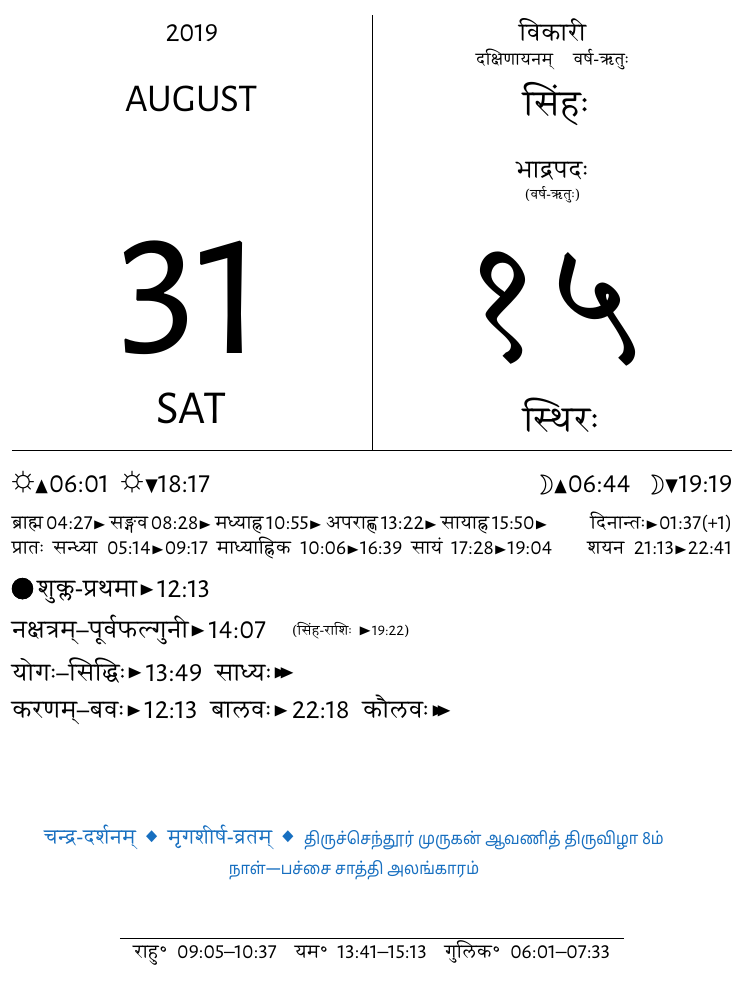 2019
AUGUST
31
SAT
विकारी
दक्षिणायनम् वर्ष-ऋतुः
सिंहः
भाद्रपदः
(वर्ष-ऋतुः)
१५
स्थिरः
☼▲06:01 ☼▼18:17 ☽▲06:44 ☽▼19:19
ब्राह्म 04:27► सङ्गव 08:28► मध्याह्न 10:55► अपराह्ण 13:22► सायाह्न 15:50► दिनान्तः►01:37(+1)
प्रातः सन्ध्या 05:14►09:17 माध्याह्निक 10:06►16:39 सायं 17:28►19:04 शयन 21:13►22:41
●शुक्ल-प्रथमा►12:13
नक्षत्रम्–पूर्वफल्गुनी►14:07 (सिंह-राशिः ►19:22)
योगः–सिद्धिः►13:49 साध्यः►►
करणम्–बवः►12:13 बालवः►22:18 कौलवः►►
चन्द्र-दर्शनम् ◆ मृगशीर्ष-व्रतम् ◆ திருச்செந்தூர் முருகன் ஆவணித் திருவிழா 8ம்
நாள்—பச்சை சாத்தி அலங்காரம்
राहु° 09:05–10:37 यम° 13:41–15:13 गुलिक° 06:01–07:33